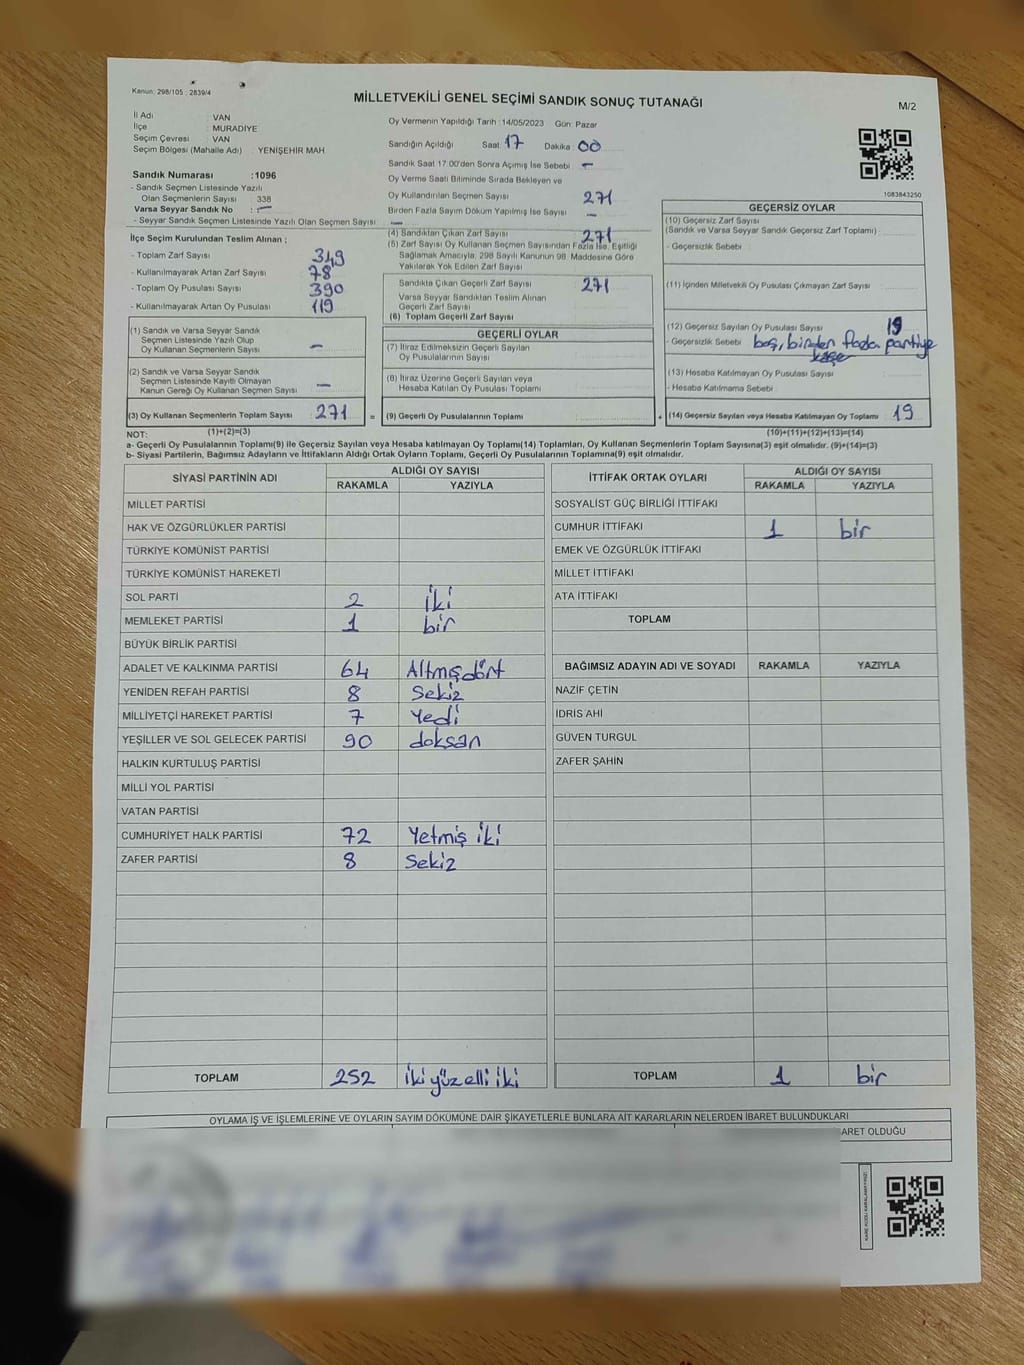 Kanun: 298/105 : 2839/4
MİLLETVEKİLİ GENEL SEÇİMİ SANDIK SONUÇ TUTANAĞI
M/2
İl Adı : VAN
İlçe : MURADİYE
Seçim Çevresi : VAN
Seçim Bölgesi (Mahalle Adı) : YENİŞEHİR MAH.
Sandık Numarası :1096
- Sandık Seçmen Listesinde Yazılı
Olan Seçmenlerin Sayısı 338
Varsa Seyyar Sandık No : —
- Seyyar Sandık Seçmen Listesinde Yazılı Olan Seçmen Sayısı : —
Oy Vermenin Yapıldığı Tarih :14/05/2023 Gün: Pazar
Sandığın Açıldığı Saat 17 Dakika : 00
Sandık Saat 17.00'den Sonra Açılmış İse Sebebi : —
Oy Verme Saati Bitiminde Sırada Bekleyen ve
Oy Kullandırılan Seçmen Sayısı 271
Birden Fazla Sayım Döküm Yapılmış İse Sayısı : —
1083843250
İlçe Seçim Kurulundan Teslim Alınan ;
- Toplam Zarf Sayısı : 349
- Kullanılmayarak Artan Zarf Sayısı : 78
- Toplam Oy Pusulası Sayısı : 390
- Kullanılmayarak Artan Oy Pusulası : 119
(4) Sandıktan Çıkan Zarf Sayısı : 271
(5) Zarf Sayısı Oy Kullanan Seçmen Sayısından Fazla İse, Eşitliği
Sağlamak Amacıyla, 298 Sayılı Kanunun 98. Maddesine Göre
Yakılarak Yok Edilen Zarf Sayısı :
Sandıkta Çıkan Geçerli Zarf Sayısı : 271
Varsa Seyyar Sandıktan Teslim Alınan
Geçerli Zarf Sayısı :
(6) Toplam Geçerli Zarf Sayısı :
GEÇERSİZ OYLAR
(10) Geçersiz Zarf Sayısı
(Sandık ve Varsa Seyyar Sandık Geçersiz Zarf Toplamı) :
- Geçersizlik Sebebi :
(11) İçinden Milletvekili Oy Pusulası Çıkmayan Zarf Sayısı :
(12) Geçersiz Sayılan Oy Pusulası Sayısı : 19
- Geçersizlik Sebebi : boş, birden fazla partiye
kaşe
(13) Hesaba Katılmayan Oy Pusulası Sayısı :
- Hesaba Katılmama Sebebi :
(1) Sandık ve Varsa Seyyar Sandık
Seçmen Listesinde Yazılı Olup
Oy Kullanan Seçmenlerin Sayısı : —
(2) Sandık ve Varsa Seyyar Sandık
Seçmen Listesinde Kayıtlı Olmayan
Kanun Gereği Oy Kullanan Seçmen Sayısı : —
GEÇERLİ OYLAR
(7) İtiraz Edilmeksizin Geçerli Sayılan
Oy Pusulalarının Sayısı :
(8) İtiraz Üzerine Geçerli Sayılan veya
Hesaba Katılan Oy Pusulası Toplamı :
(3) Oy Kullanan Seçmenlerin Toplam Sayısı : 271 = (9) Geçerli Oy Pusulalarının Toplamı : + (14) Geçersiz Sayılan veya Hesaba Katılmayan Oy Toplamı : 19
NOT: (1)+(2)=(3) (10)+(11)+(12)+(13)=(14)
a- Geçerli Oy Pusulalarının Toplamı(9) ile Geçersiz Sayılan veya Hesaba katılmayan Oy Toplamı(14) Toplamları, Oy Kullanan Seçmenlerin Toplam Sayısına(3) eşit olmalıdır. (9)+(14)=(3)
b- Siyasi Partilerin, Bağımsız Adayların ve İttifakların Aldığı Ortak Oyların Toplamı, Geçerli Oy Pusulalarının Toplamına(9) eşit olmalıdır.
SİYASİ PARTİNİN ADI ALDIĞI OY SAYISI
RAKAMLA YAZIYLA
MİLLET PARTİSİ
HAK VE ÖZGÜRLÜKLER PARTİSİ
TÜRKİYE KOMÜNİST PARTİSİ
TÜRKİYE KOMÜNİST HAREKETİ
SOL PARTİ 2 iki
MEMLEKET PARTİSİ 1 bir
BÜYÜK BİRLİK PARTİSİ
ADALET VE KALKINMA PARTİSİ 64 Altmışdört
YENİDEN REFAH PARTİSİ 8 Sekiz
MİLLİYETÇİ HAREKET PARTİSİ 7 Yedi
YEŞİLLER VE SOL GELECEK PARTİSİ 90 doksan
HALKIN KURTULUŞ PARTİSİ
MİLLİ YOL PARTİSİ
VATAN PARTİSİ
CUMHURİYET HALK PARTİSİ 72 Yetmiş iki
ZAFER PARTİSİ 8 Sekiz
TOPLAM 252 iki yüz elli iki
İTTİFAK ORTAK OYLARI ALDIĞI OY SAYISI
RAKAMLA YAZIYLA
SOSYALİST GÜÇ BİRLİĞİ İTTİFAKI
CUMHUR İTTİFAKI 1 bir
EMEK VE ÖZGÜRLÜK İTTİFAKI
MİLLET İTTİFAKI
ATA İTTİFAKI
TOPLAM
BAĞIMSIZ ADAYIN ADI VE SOYADI RAKAMLA YAZIYLA
NAZİF ÇETİN
İDRİS AHİ
GÜVEN TURGUL
ZAFER ŞAHİN
TOPLAM 1 bir
OYLAMA İŞ VE İŞLEMLERİNE VE OYLARIN SAYIM DÖKÜMÜNE DAİR ŞİKAYETLERLE BUNLARA AİT KARARLARIN NELERDEN İBARET BULUNDUKLARI
BARET OLDUĞU